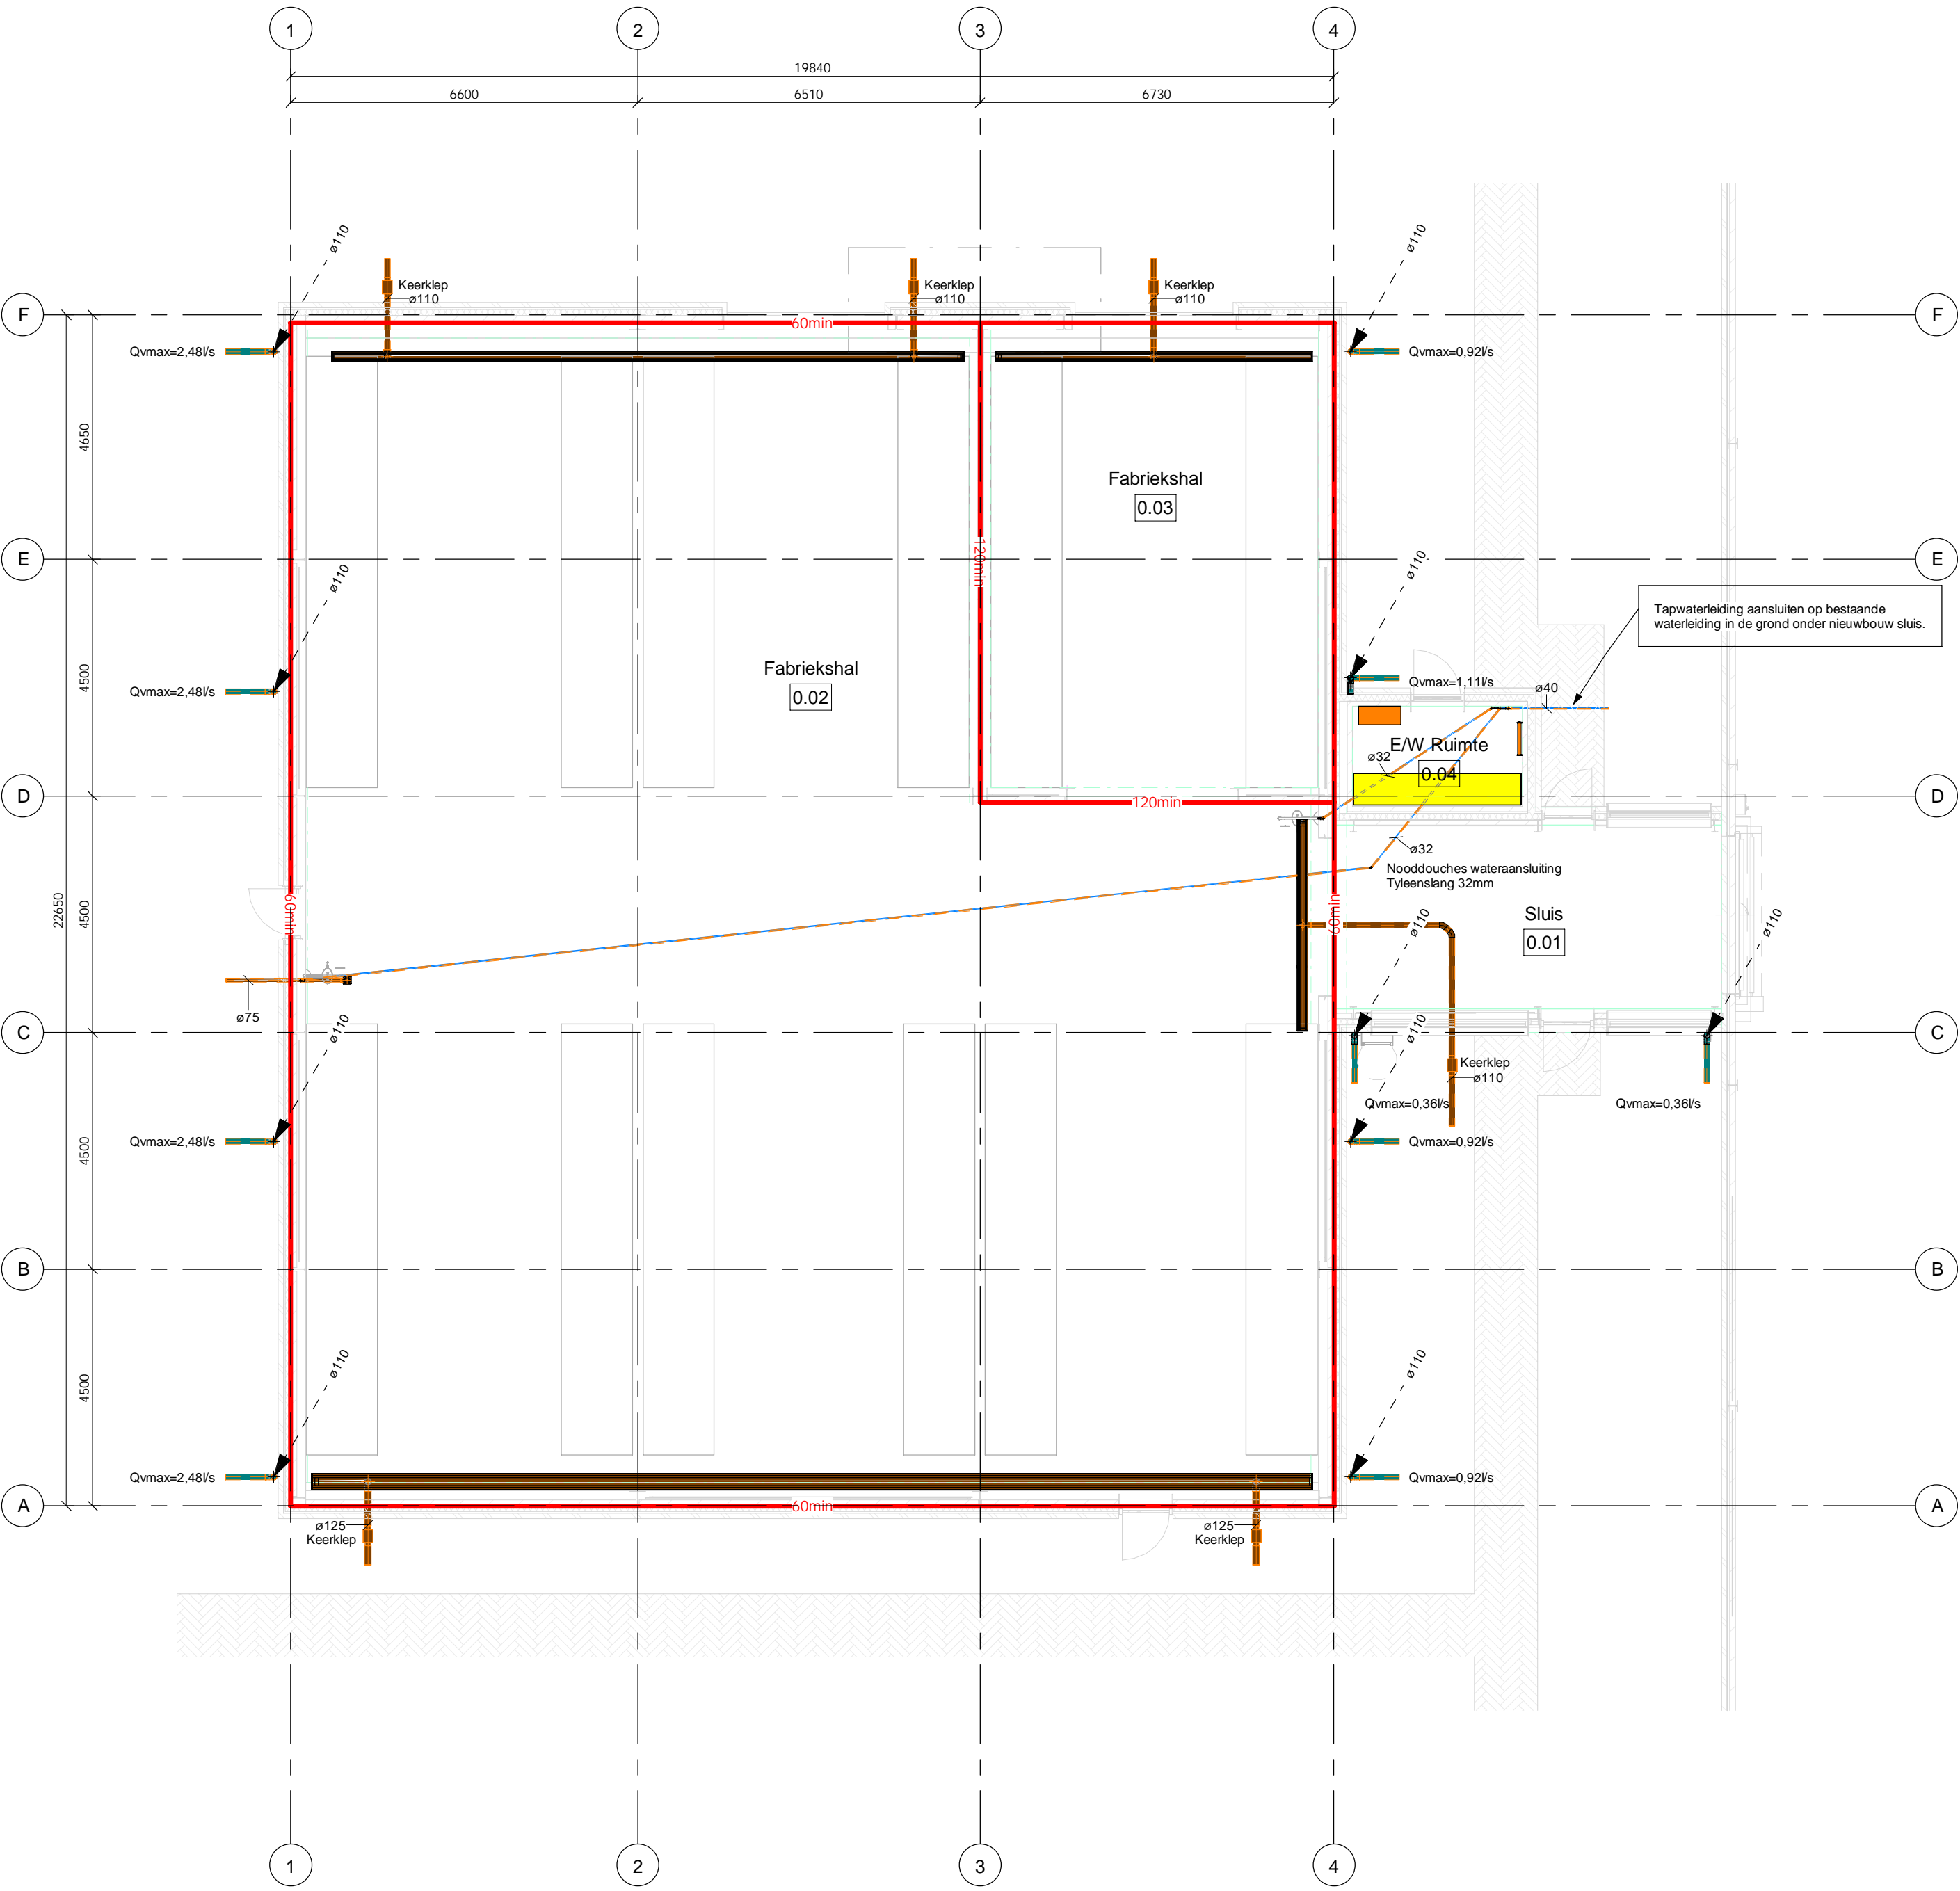 1
2
3
4
19840
6600
6510
6730
ø110
ø110
Keerklep
ø110
Keerklep
ø110
Keerklep
ø110
F
F
60min
Qvmax=2,48l/s
Qvmax=0,92l/s
4650
Fabriekshal
0.03
120min
E
E
ø110
ø110
Tapwaterleiding aansluiten op bestaande
waterleiding in de grond onder nieuwbouw sluis.
4500
Fabriekshal
0.02
Qvmax=2,48l/s
Qvmax=1,11l/s
ø40
E/W Ruimte
0.04
ø32
D
D
120min
ø32
Nooddouches wateraansluiting
Tyleenslang 32mm
22650
4500
60min
60min
Sluis
0.01
ø110
ø110
ø75
C
C
ø110
ø110
Keerklep
ø110
Qvmax=0,36l/s
Qvmax=0,36l/s
4500
Qvmax=2,48l/s
Qvmax=0,92l/s
B
B
4500
ø110
ø110
Qvmax=2,48l/s
Qvmax=0,92l/s
A
A
60min
ø125
Keerklep
ø125
Keerklep
1
2
3
4